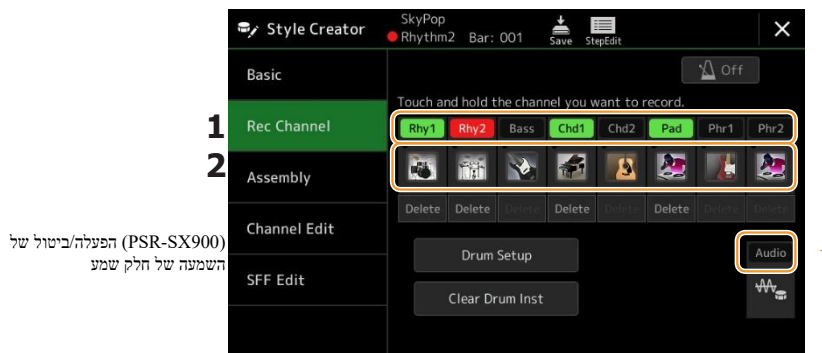 Style Creator
SkyPop
Rhythm2 Bar: 001
Save
StepEdit
Basic
Off
Touch and hold the channel you want to record.
1
Rec Channel
Rhy1 Rhy2 Bass Chd1 Chd2 Pad Phr1 Phr2
2
Assembly
Delete Delete Delete Delete Delete Delete Delete Delete
Channel Edit
(PSR-SX900) הפעלה/ביטול של
השמעה של חלק שמע
Drum Setup
Audio
SFF Edit
Clear Drum Inst